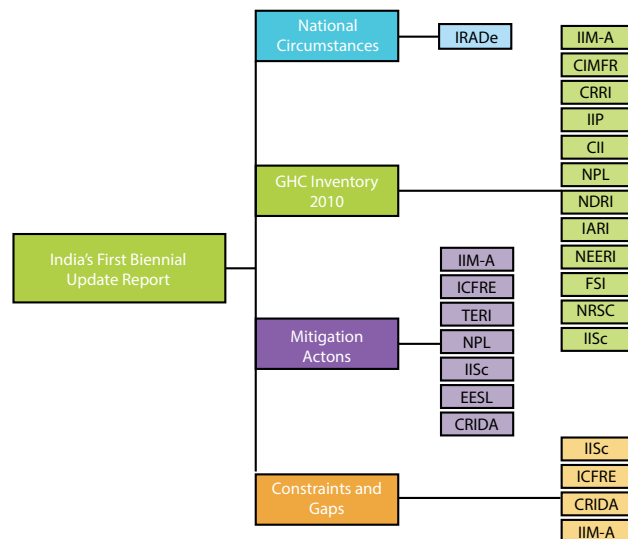 National
Circumstances
IRADe
IIM-A
CIMFR
CRRI
IIP
CII
NPL
NDRI
IARI
NEERI
FSI
NRSC
IISc
GHC Inventory
2010
India's First Biennial
Update Report
Mitigation
Actons
IIM-A
ICFRE
TERI
NPL
IISc
EESL
CRIDA
Constraints and
Gaps
IISc
ICFRE
CRIDA
IIM-A